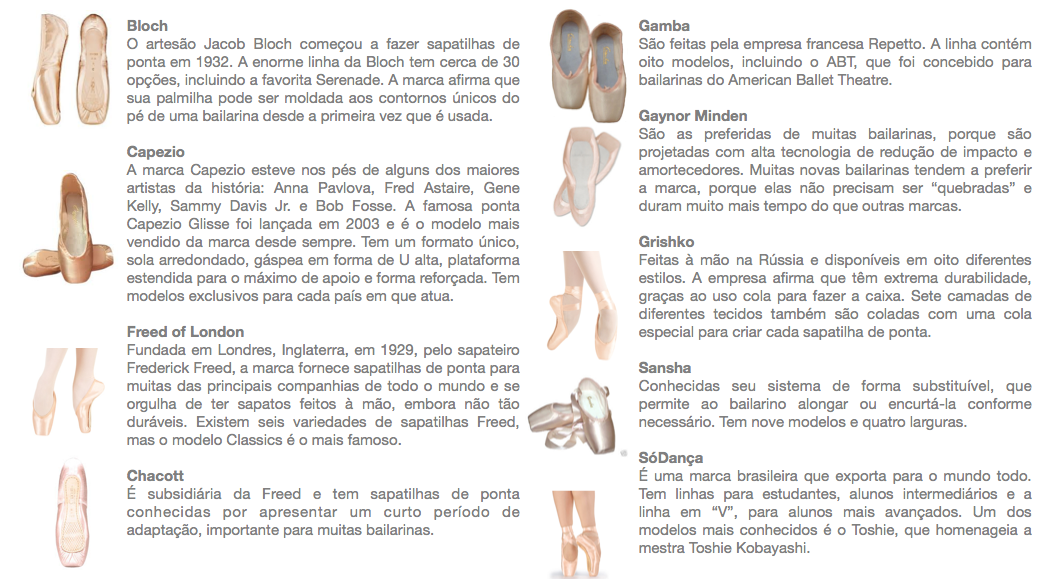 Bloch
O artesão Jacob Bloch começou a fazer sapatilhas de
ponta em 1932. A enorme linha da Bloch tem cerca de 30
opções, incluindo a favorita Serenade. A marca afirma que
sua palmilha pode ser moldada aos contornos únicos do
pé de uma bailarina desde a primeira vez que é usada.
Capezio
A marca Capezio esteve nos pés de alguns dos maiores
artistas da história: Anna Pavlova, Fred Astaire, Gene
Kelly, Sammy Davis Jr. e Bob Fosse. A famosa ponta
Capezio Glisse foi lançada em 2003 e é o modelo mais
vendido da marca desde sempre. Tem um formato único,
sola arredondado, gáspea em forma de U alta, plataforma
estendida para o máximo de apoio e forma reforçada. Tem
modelos exclusivos para cada país em que atua.
Freed of London
Fundada em Londres, Inglaterra, em 1929, pelo sapateiro
Frederick Freed, a marca fornece sapatilhas de ponta para
muitas das principais companhias de todo o mundo e se
orgulha de ter sapatos feitos à mão, embora não tão
duráveis. Existem seis variedades de sapatilhas Freed,
mas o modelo Classics é o mais famoso.
Chacott
É subsidiária da Freed e tem sapatilhas de ponta
conhecidas por apresentar um curto período de
adaptação, importante para muitas bailarinas.
Gamba
São feitas pela empresa francesa Repetto. A linha contém
oito modelos, incluindo o ABT, que foi concebido para
bailarinas do American Ballet Theatre.
Gaynor Minden
São as preferidas de muitas bailarinas, porque são
projetadas com alta tecnologia de redução de impacto e
amortecedores. Muitas novas bailarinas tendem a preferir
a marca, porque elas não precisam ser “quebradas” e
duram muito mais tempo do que outras marcas.
Grishko
Feitas à mão na Rússia e disponíveis em oito diferentes
estilos. A empresa afirma que têm extrema durabilidade,
graças ao uso cola para fazer a caixa. Sete camadas de
diferentes tecidos também são coladas com uma cola
especial para criar cada sapatilha de ponta.
Sansha
Conhecidas seu sistema de forma substituível, que
permite ao bailarino alongar ou encurtá-la conforme
necessário. Tem nove modelos e quatro larguras.
SóDança
É uma marca brasileira que exporta para o mundo todo.
Tem linhas para estudantes, alunos intermediários e a
linha em “V”, para alunos mais avançados. Um dos
modelos mais conhecidos é o Toshie, que homenageia a
mestra Toshie Kobayashi.